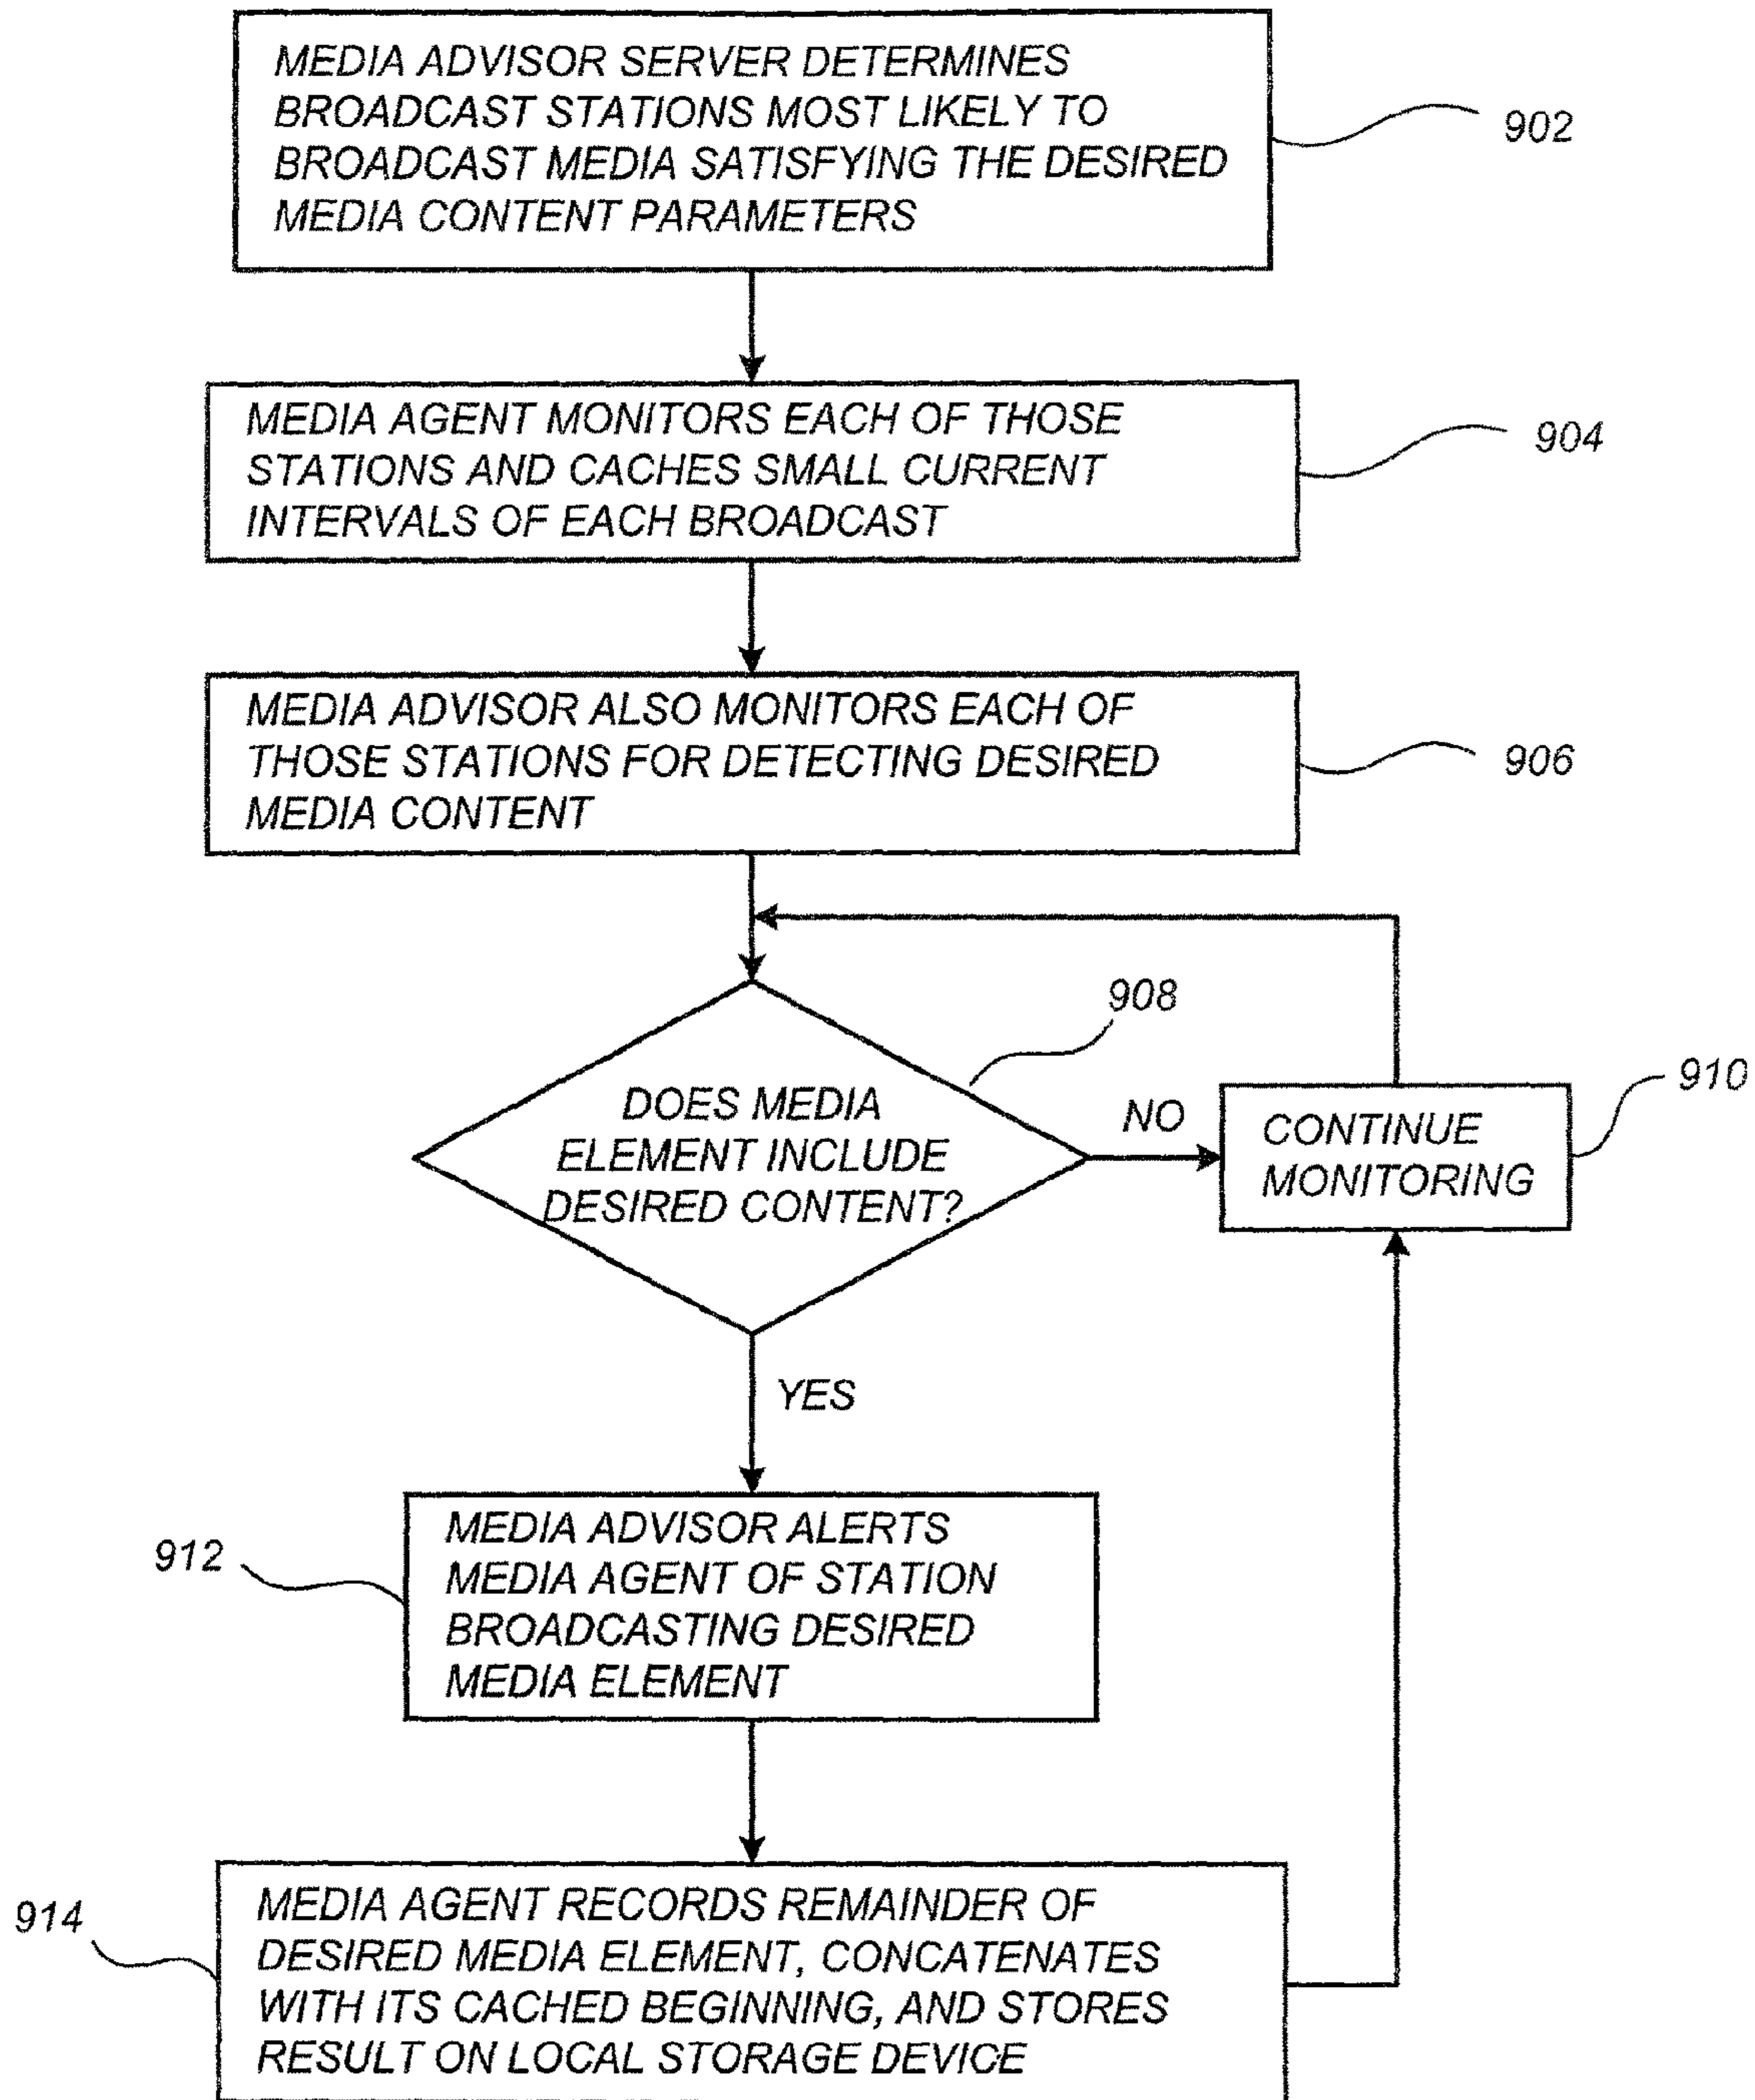 MEDIA ADVISOR SERVER DETERMINES
BROADCAST STATIONS MOST LIKELY TO
BROADCAST MEDIA SATISFYING THE DESIRED
MEDIA CONTENT PARAMETERS
902
MEDIA AGENT MONITORS EACH OF THOSE
STATIONS AND CACHES SMALL CURRENT
INTERVALS OF EACH BROADCAST
904
MEDIA ADVISOR ALSO MONITORS EACH OF
THOSE STATIONS FOR DETECTING DESIRED
MEDIA CONTENT
906
908
DOES MEDIA
ELEMENT INCLUDE
DESIRED CONTENT?
NO
CONTINUE
MONITORING
910
YES
912
MEDIA ADVISOR ALERTS
MEDIA AGENT OF STATION
BROADCASTING DESIRED
MEDIA ELEMENT
914
MEDIA AGENT RECORDS REMAINDER OF
DESIRED MEDIA ELEMENT, CONCATENATES
WITH ITS CACHED BEGINNING, AND STORES
RESULT ON LOCAL STORAGE DEVICE